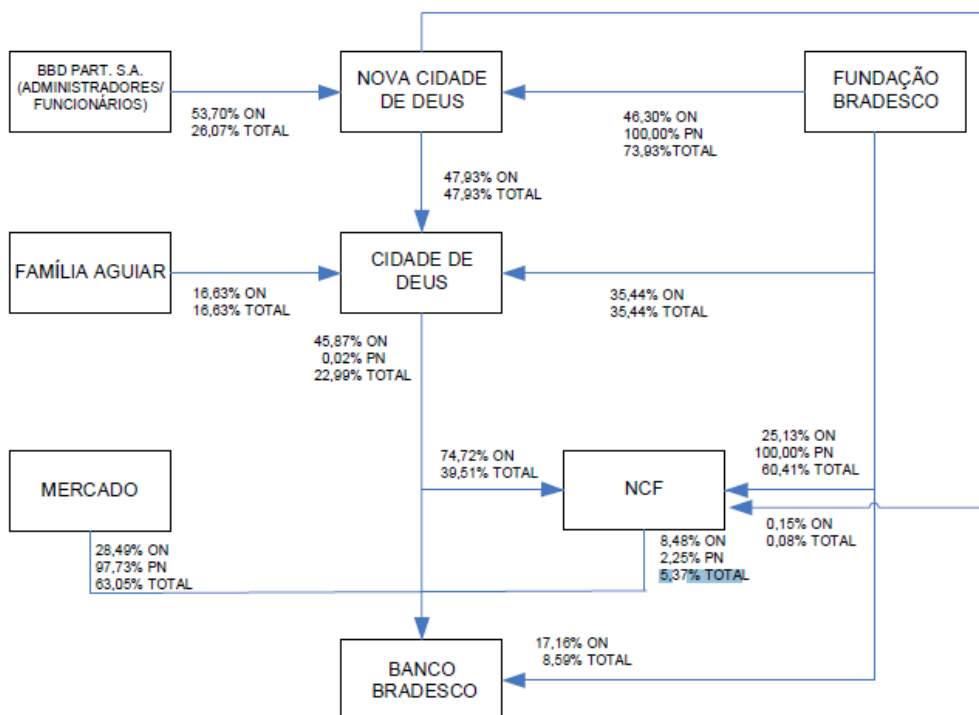 BBD PART. S.A.
(ADMINISTRADORES/
FUNCIONÁRIOS)
53,70% ON
26,07% TOTAL
NOVA CIDADE
DE DEUS
46,30% ON
100,00% PN
73,93%TOTAL
FUNDAÇÃO
BRADESCO
47,93% ON
47,93% TOTAL
FAMÍLIA AGUIAR
16,63% ON
16,63% TOTAL
CIDADE DE
DEUS
35,44% ON
35,44% TOTAL
45,87% ON
0,02% PN
22,99% TOTAL
MERCADO
28,49% ON
97,73% PN
63,05% TOTAL
74,72% ON
39,51% TOTAL
NCF
25,13% ON
100,00% PN
60,41% TOTAL
0,15% ON
0,08% TOTAL
8,48% ON
2,25% PN
5,37% TOTAL
17,16% ON
8,59% TOTAL
BANCO
BRADESCO